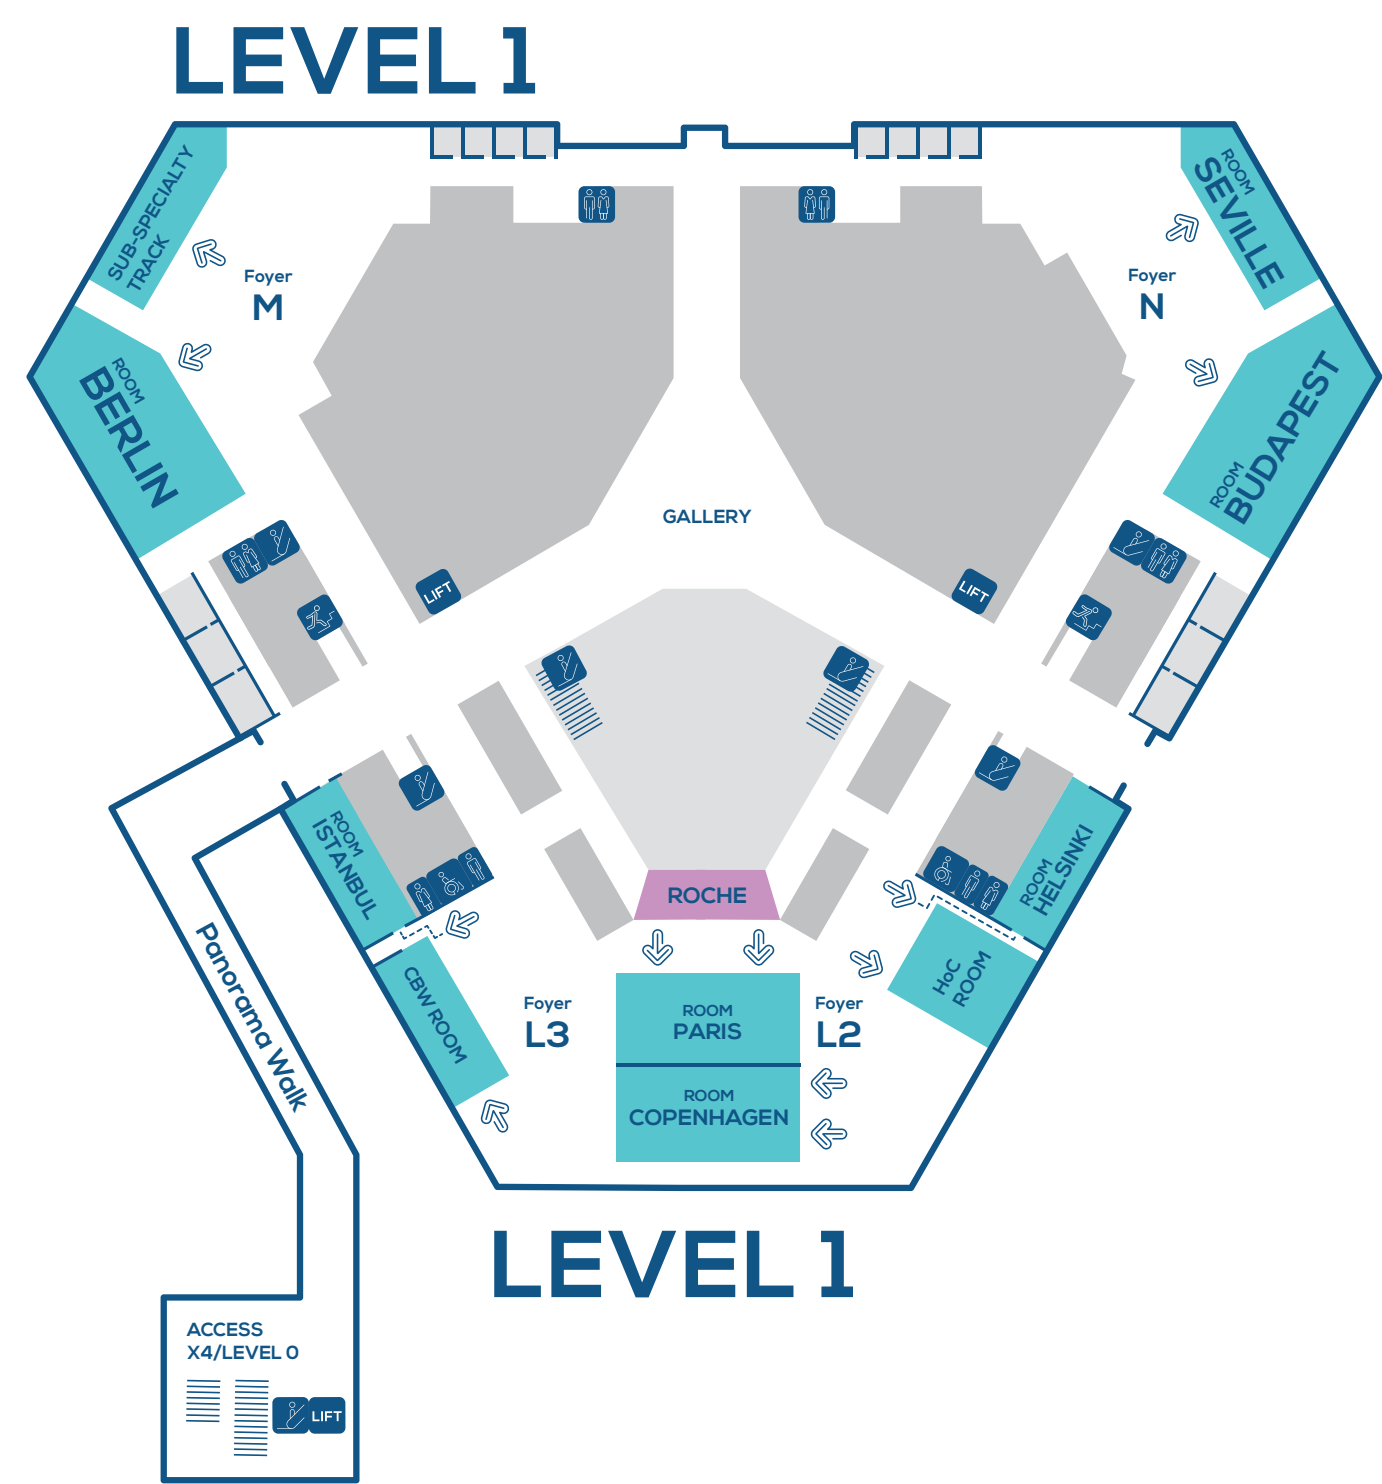 LEVEL 1
SUB-SPECIALTY
TRACK
ROOM
SEVILLE
Foyer
M
Foyer
N
ROOM
BERLIN
ROOM
BUDAPEST
GALLERY
LIFT
LIFT
ROOM
ISTANBUL
ROOM
HELSINKI
ROCHE
CBW ROOM
HoC
ROOM
Foyer
L3
ROOM
PARIS
Foyer
L2
ROOM
COPENHAGEN
Panorama Walk
LEVEL 1
ACCESS
X4/LEVEL 0
LIFT